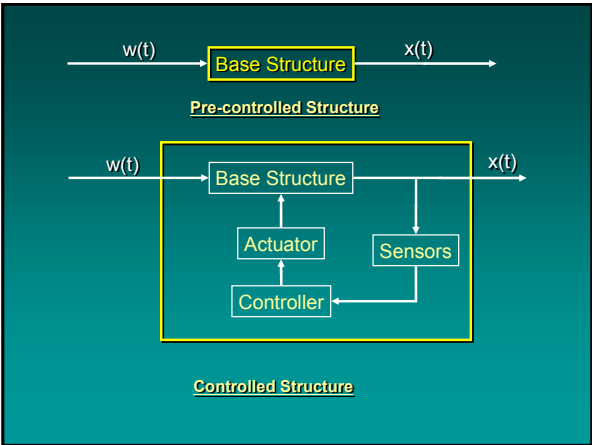 w(t)
Base Structure
x(t)
Pre-controlled Structure
w(t)
Base Structure
x(t)
Actuator
Sensors
Controller
Controlled Structure